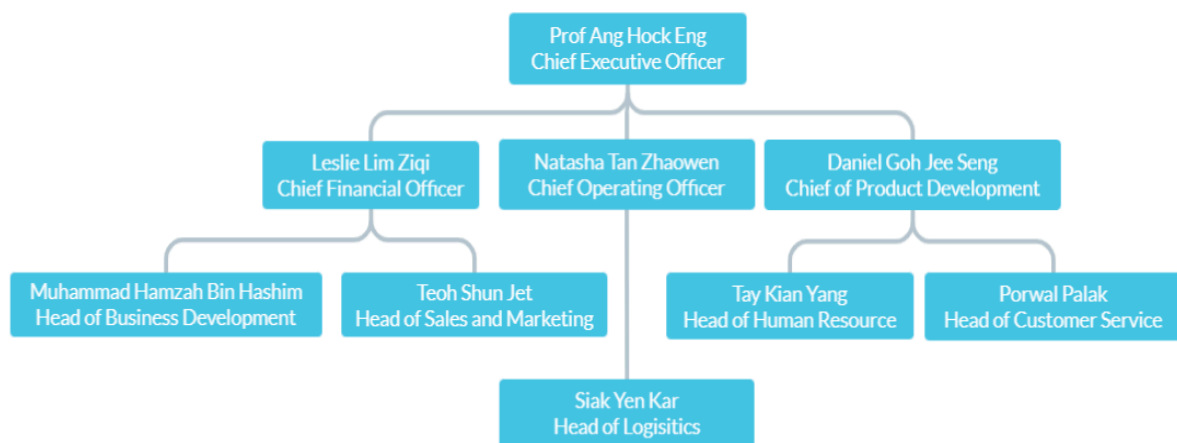 Prof Ang Hock Eng
Chief Executive Officer
Leslie Lim Ziqi
Chief Financial Officer
Natasha Tan Zhaowen
Chief Operating Officer
Daniel Goh Jee Seng
Chief of Product Development
Muhammad Hamzah Bin Hashim
Head of Business Development
Teoh Shun Jet
Head of Sales and Marketing
Tay Kian Yang
Head of Human Resource
Porwal Palak
Head of Customer Service
Siak Yen Kar
Head of Logisitics